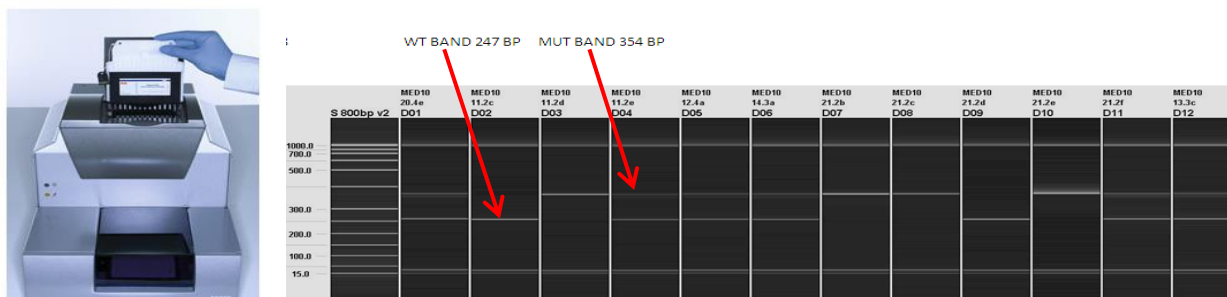 WT BAND 247 BP MUT BAND 354 BP
S 800bp v2
MED10 20.4e D01
MED10 11.2c D02
MED10 11.2d D03
MED10 11.2e D04
MED10 12.4a D05
MED10 14.3a D06
MED10 21.2b D07
MED10 21.2c D08
MED10 21.2d D09
MED10 21.2e D10
MED10 21.2f D11
MED10 13.3c D12
1000.0
700.0
500.0
300.0
200.0
100.0
15.0